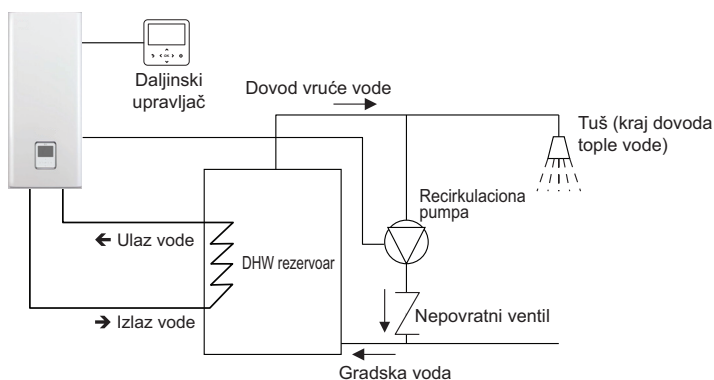 Daljinski
upravljač
Dovod vruće vode
Tuš (kraj dovoda
tople vode)
Recirkulaciona
pumpa
← Ulaz vode
DHW rezervoar
→ Izlaz vode
Nepovratni ventil
Gradska voda